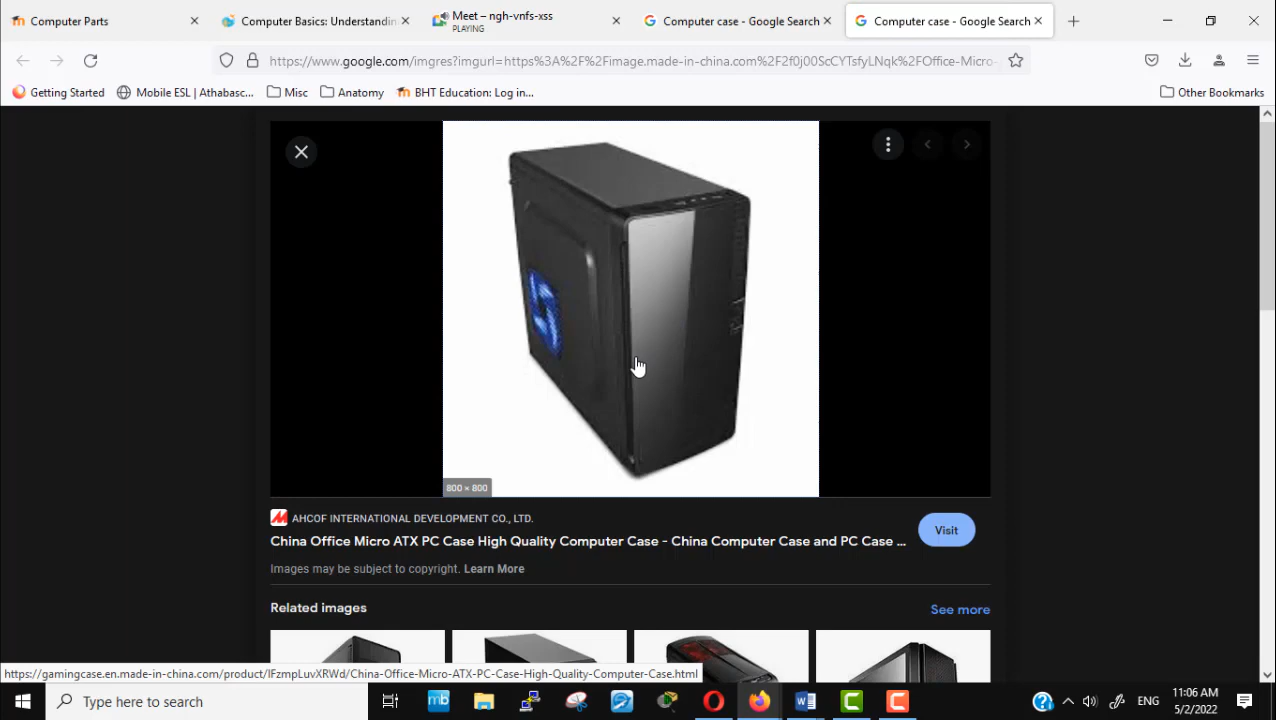 Computer Parts
Computer Basics: Understandin
Meet – ngh-vnfs-xss
PLAYING
Computer case - Google Search
Computer case - Google Search
https://www.google.com/imgres?imgurl=https%3A%2F%2Fimage.made-in-china.com%2F2f0j00ScCYTsfyLNqk%2FOffice-Micro-
Getting Started
Mobile ESL | Athabasc...
Misc
Anatomy
BHT Education: Log in...
Other Bookmarks
800 × 800
AHCOF INTERNATIONAL DEVELOPMENT CO., LTD.
China Office Micro ATX PC Case High Quality Computer Case - China Computer Case and PC Case ...
Visit
Images may be subject to copyright. Learn More
Related images
See more
https://gamingcase.en.made-in-china.com/product/IFzmpLuvXRWd/China-Office-Micro-ATX-PC-Case-High-Quality-Computer-Case.html
Type here to search
mb
W
ENG
11:06 AM
5/2/2022